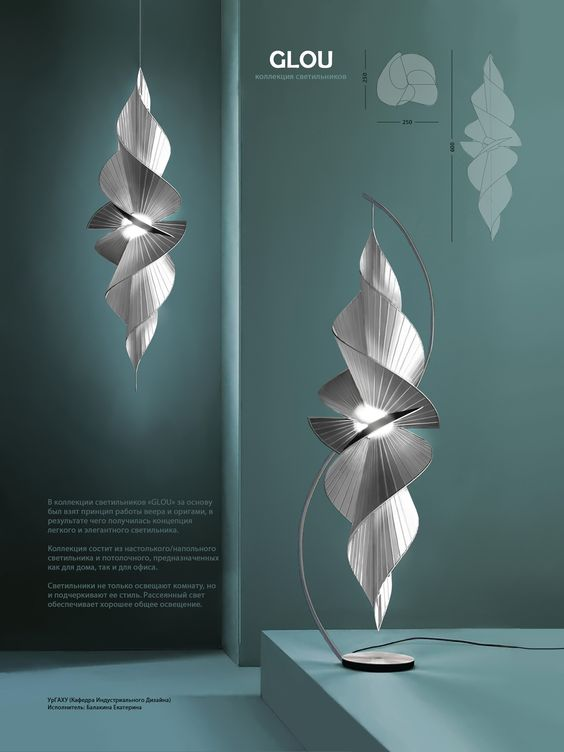 GLOU
коллекция светильников
250
250
600
В коллекции светильников «GLOU» за основу
был взят принцип работы веера и оригами, в
результате чего получилась концепция
легкого и элегантного светильника.
Коллекция состит из настолького/напольного
светильника и потолочного, предназначенных
как для дома, так и для офиса.
Светильники не только освещают комнату, но
и подчеркивают ее стиль. Рассеянный свет
обеспечивает хорошее общее освещение.
УрГАХУ (Кафедра Индустриального Дизайна)
Исполнитель: Балакина Екатерина